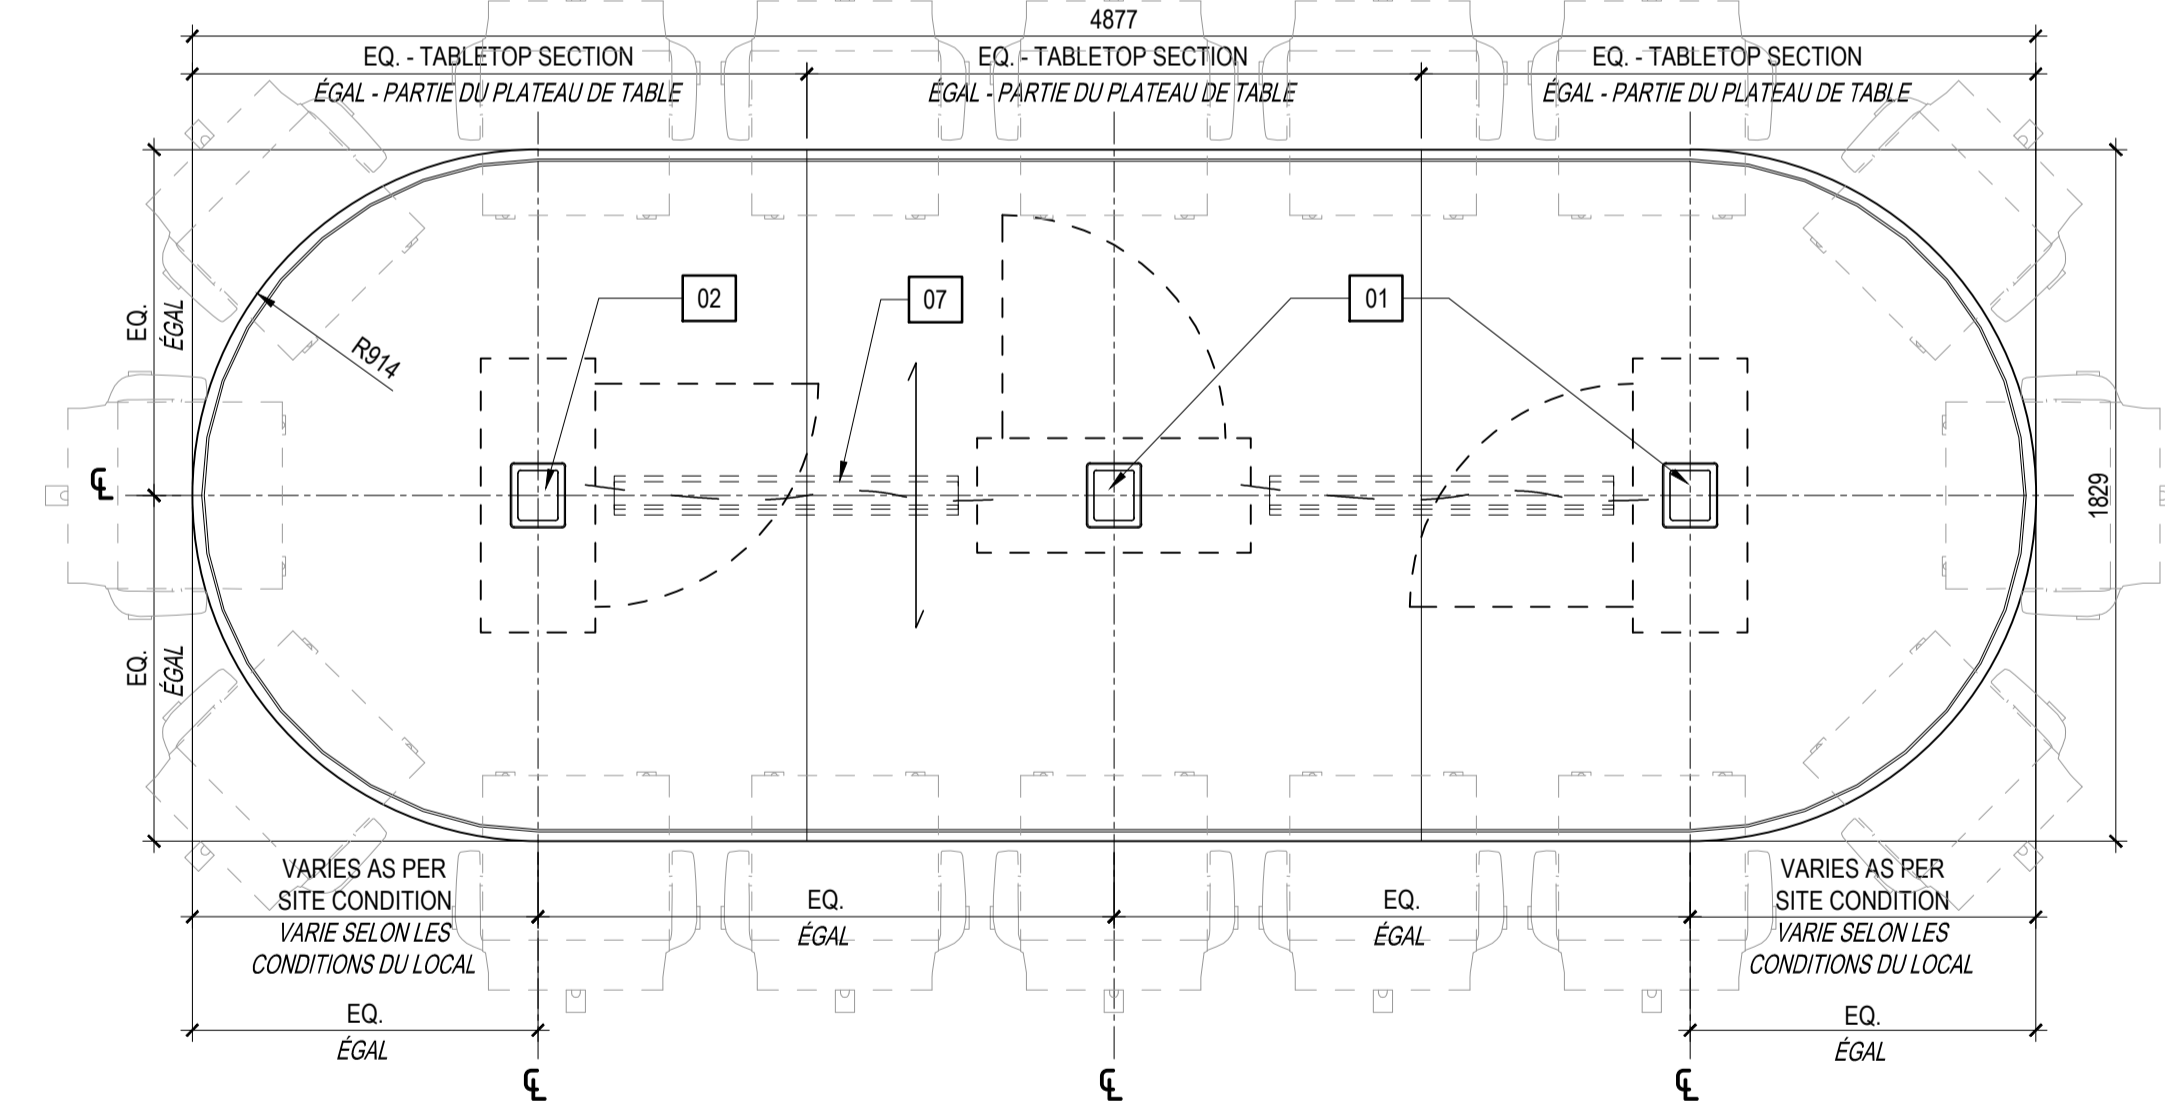 4877
EQ. - TABLETOP SECTION
ÉGAL - PARTIE DU PLATEAU DE TABLE
EQ. - TABLETOP SECTION
ÉGAL - PARTIE DU PLATEAU DE TABLE
EQ. - TABLETOP SECTION
ÉGAL - PARTIE DU PLATEAU DE TABLE
EQ.
ÉGAL
R914
02
07
01
℄
1829
EQ.
ÉGAL
VARIES AS PER
SITE CONDITION
VARIE SELON LES
CONDITIONS DU LOCAL
EQ.
ÉGAL
EQ.
ÉGAL
VARIES AS PER
SITE CONDITION
VARIE SELON LES
CONDITIONS DU LOCAL
EQ.
ÉGAL
EQ.
ÉGAL
℄
℄
℄